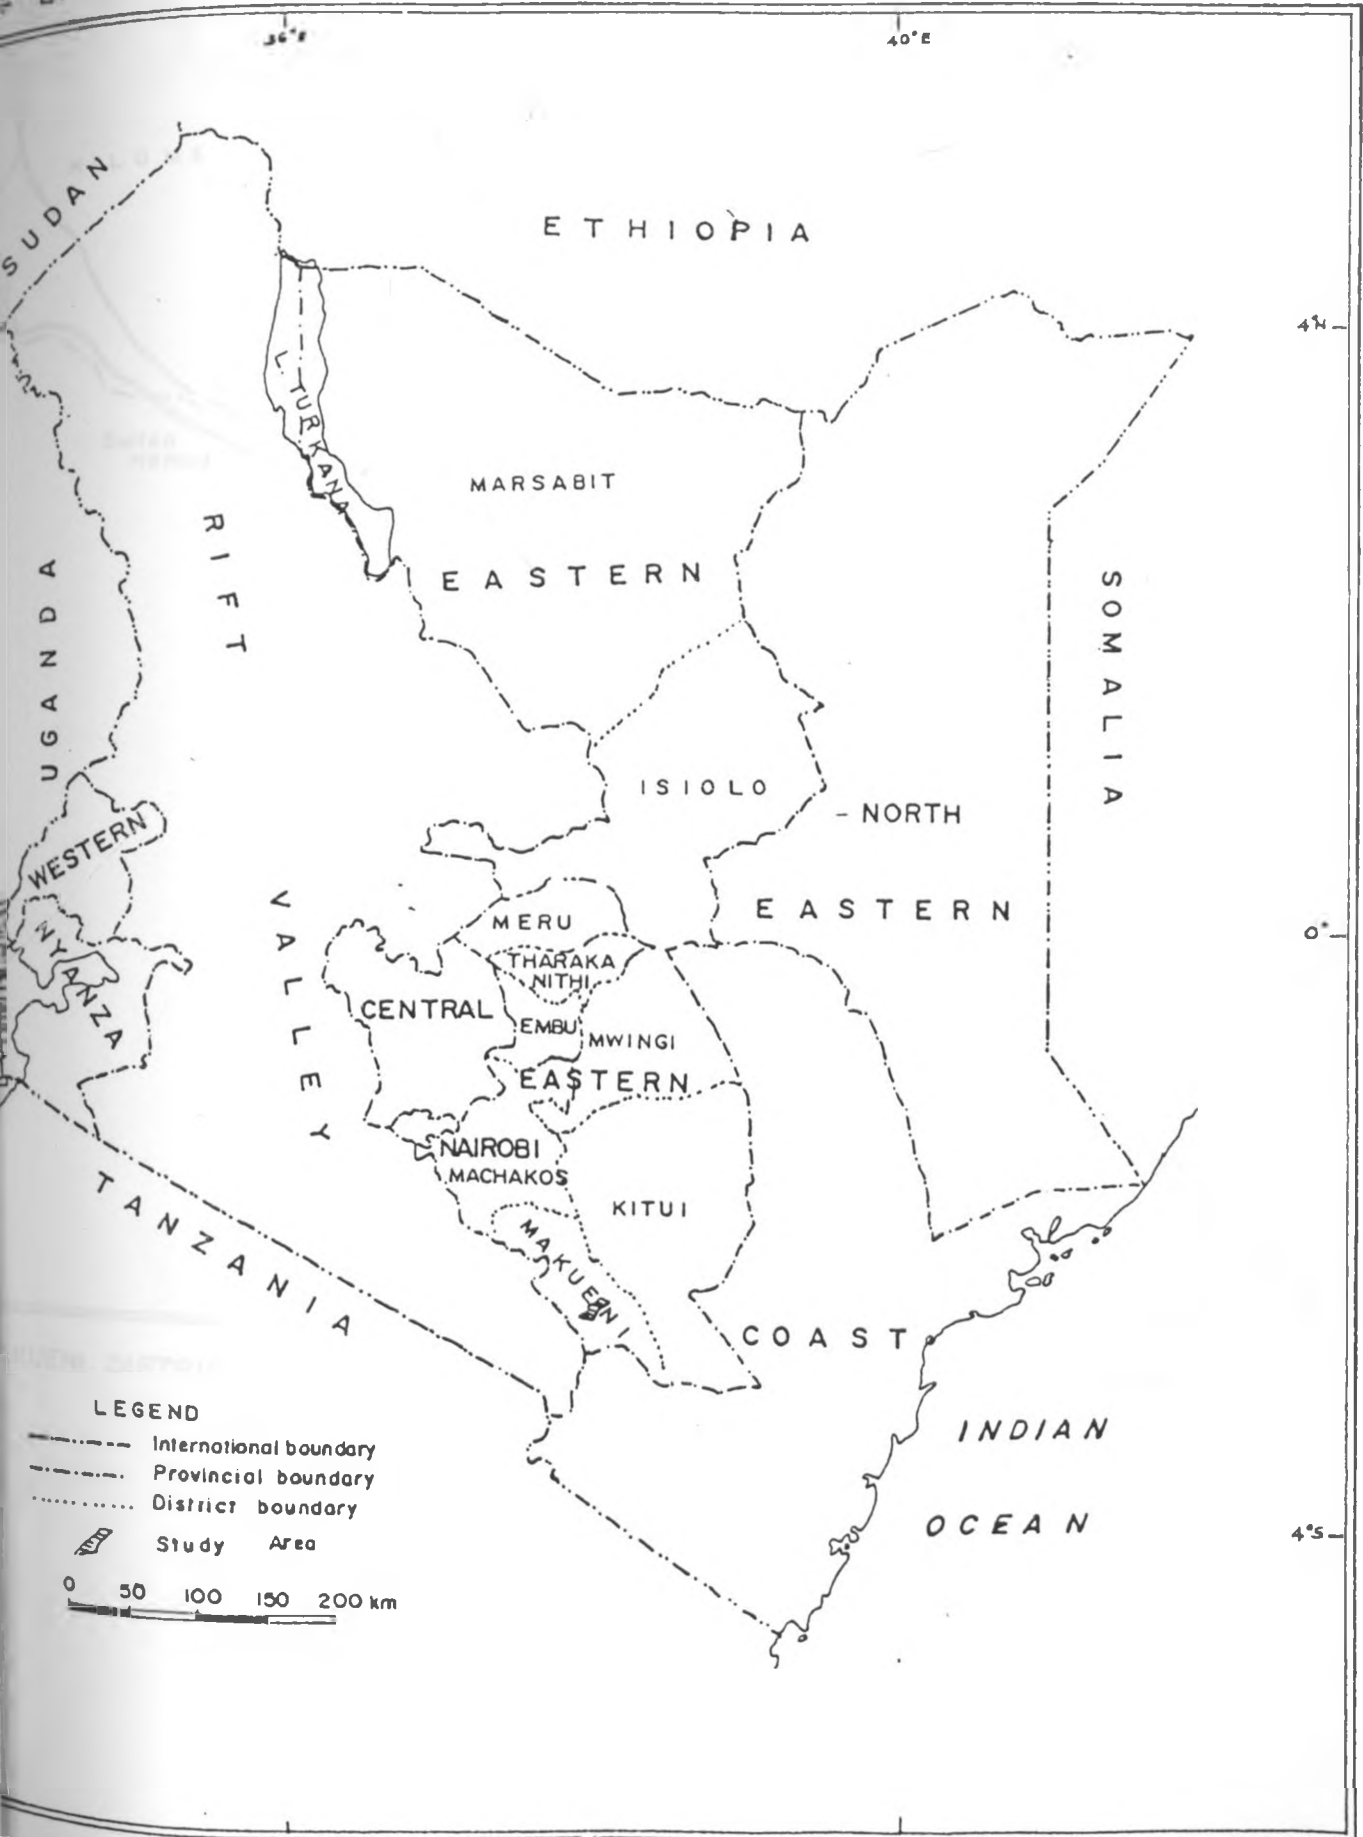 36°E
40°E
SUDAN
ETHIOPIA
4°N
L. TURKANA
MARSABIT
RIFT
EASTERN
UGANDA
SOMALIA
ISIOLO
- NORTH
WESTERN
VALLEY
EASTERN
MERU
0°
NYANZA
THARAKA
NITHI
CENTRAL
EMBU
MWINGI
EASTERN
NAIROBI
MACHAKOS
TANZANIA
KITUI
MAKUENI
COAST
LEGEND
International boundary
Provincial boundary
District boundary
Study Area
0 50 100 150 200 km
INDIAN
OCEAN
4°S